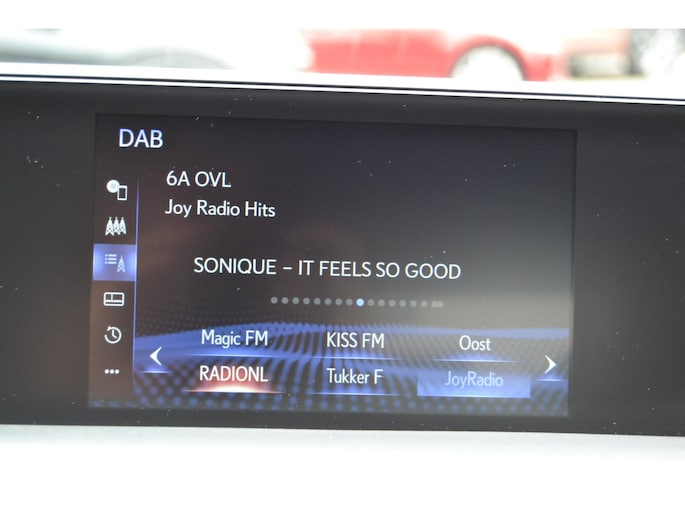 DAB
6A OVL
Joy Radio Hits
SONIQUE – IT FEELS SO GOOD
Magic FM KISS FM Oost
RADIONL Tukker F JoyRadio